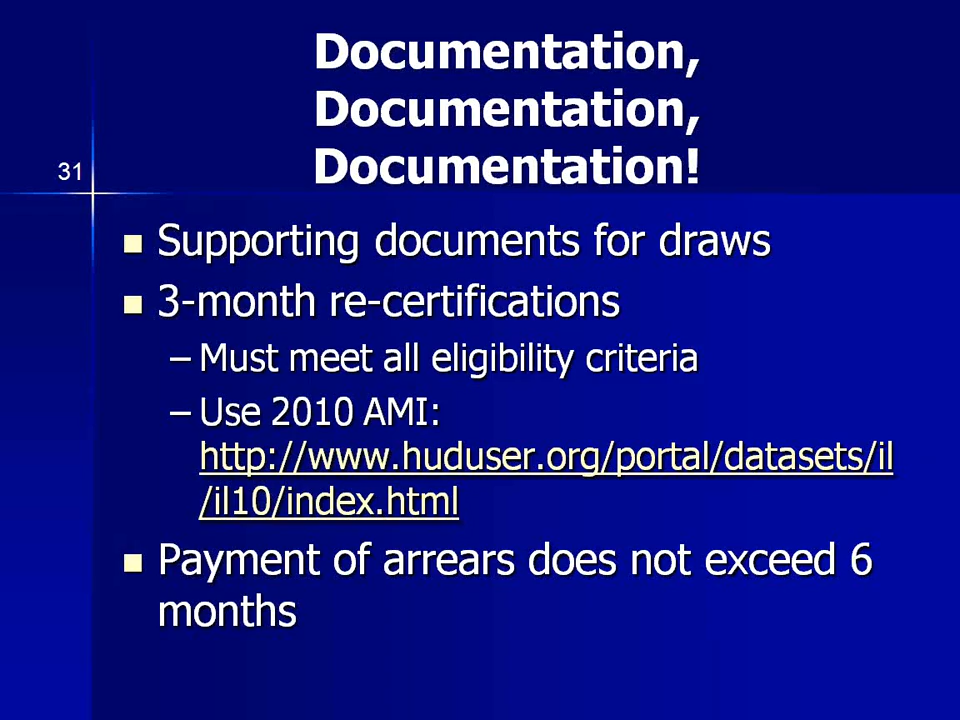 Documentation,
Documentation,
Documentation!
31
Supporting documents for draws
3-month re-certifications
–Must meet all eligibility criteria
–Use 2010 AMI:
http://www.huduser.org/portal/datasets/il
/il10/index.html
Payment of arrears does not exceed 6
months